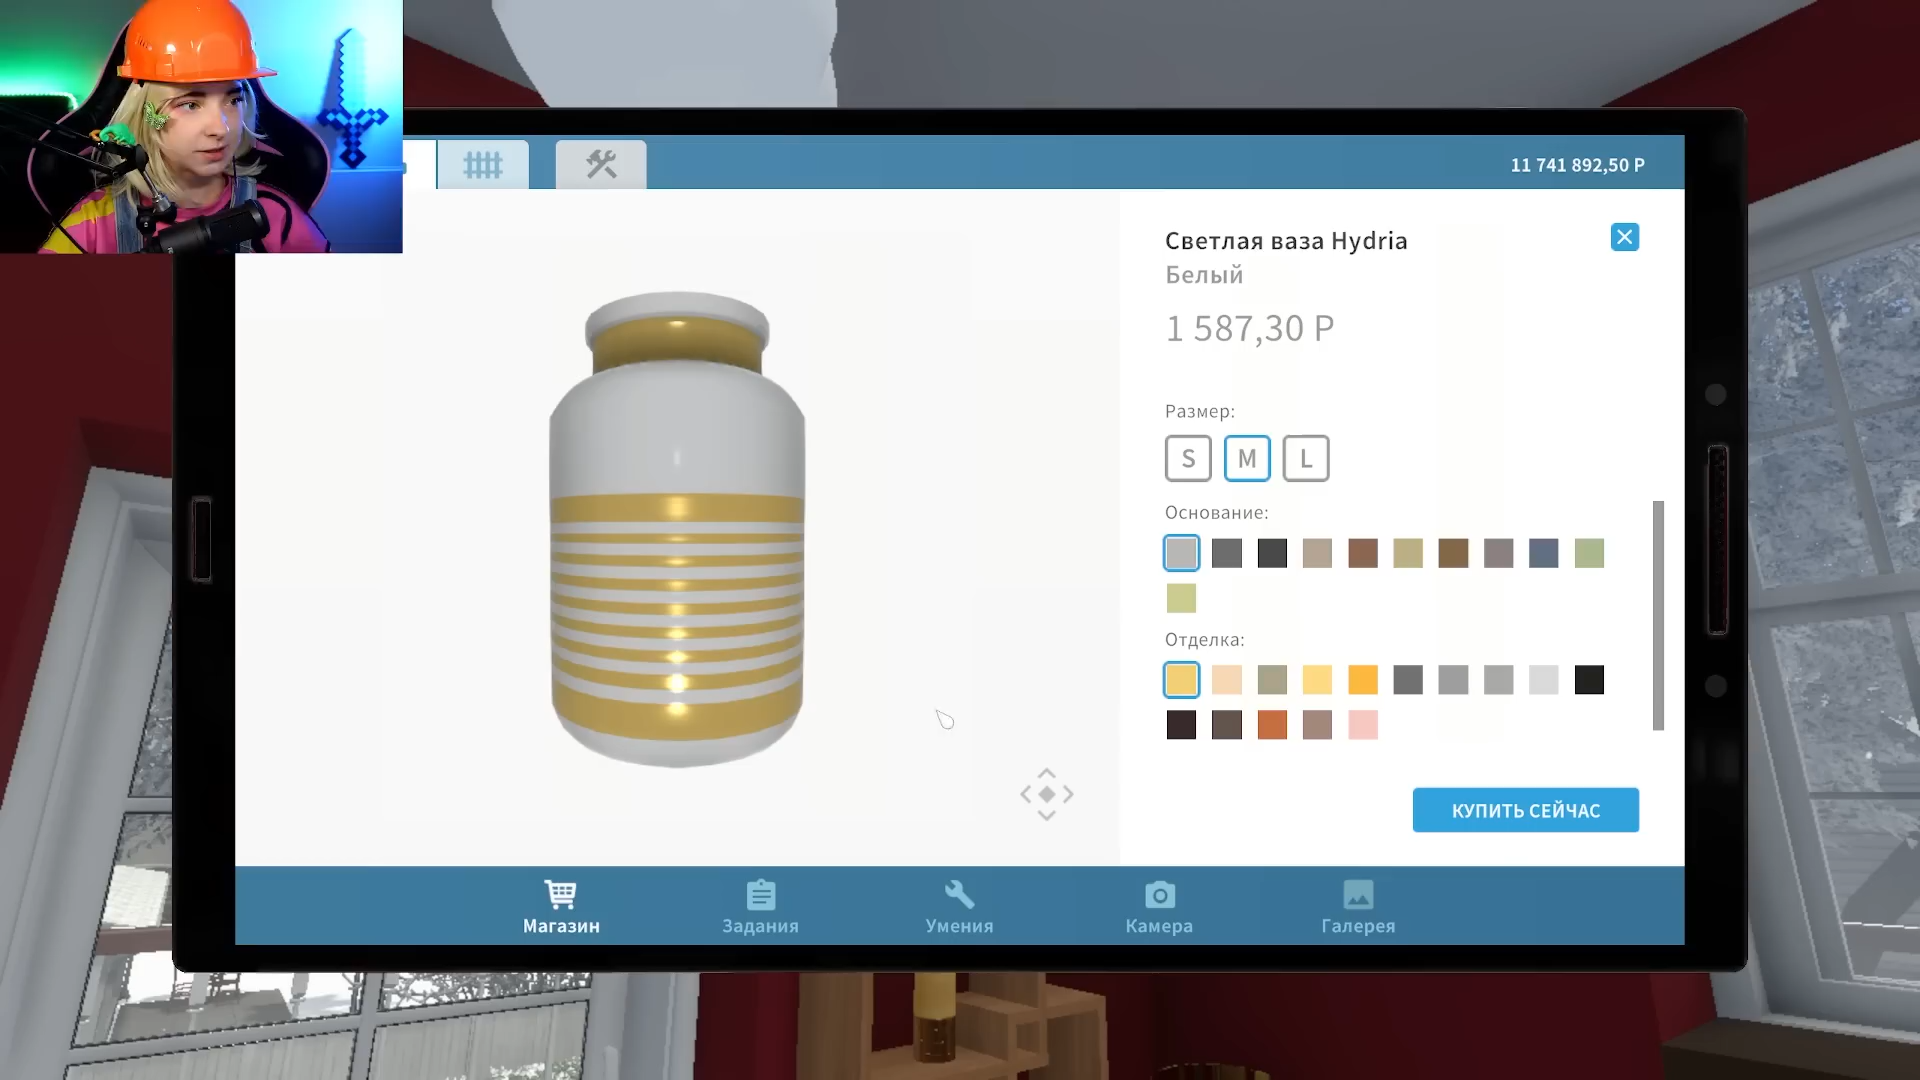 11 741 892,50 Р
Светлая ваза Hydria
Белый
1 587,30 Р
Размер:
S M L
Основание:
Отделка:
КУПИТЬ СЕЙЧАС
Магазин Задания Умения Камера Галерея